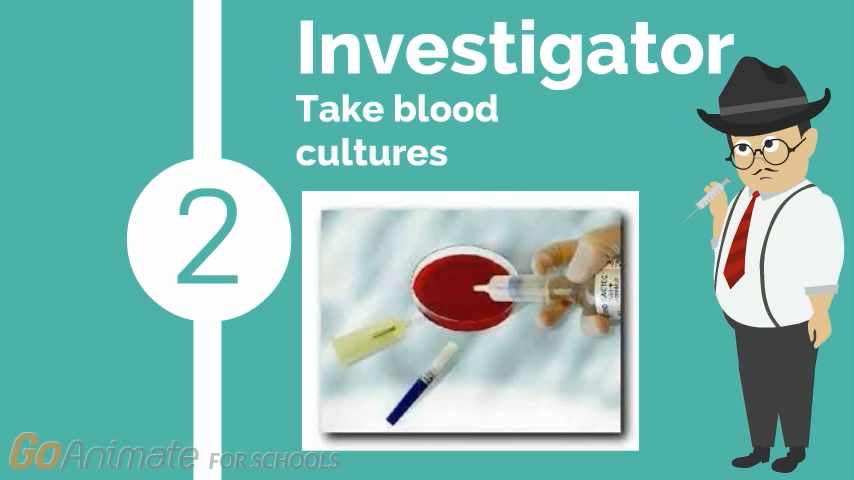 Investigator
Take blood
cultures
2
GoAnimate FOR SCHOOLS